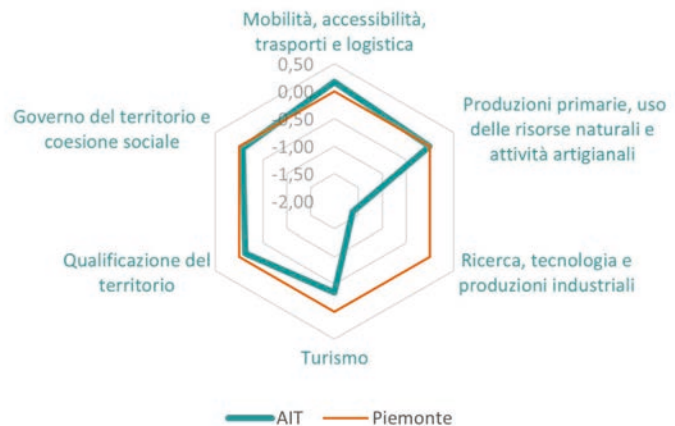 Mobilità, accessibilità,
trasporti e logistica
0,50
0,00
-0,50
-1,00
-1,50
-2,00
Produzioni primarie, uso
delle risorse naturali e
attività artigianali
Ricerca, tecnologia e
produzioni industriali
Turismo
Qualificazione del
territorio
Governo del territorio e
coesione sociale
AIT
Piemonte